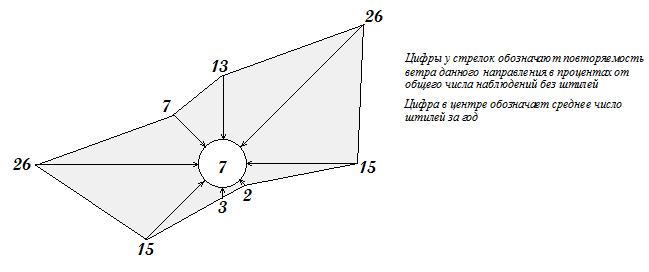 26
13
7
26
7
15
2
3
15
Цифры у стрелок обозначают повторяемость
ветра данного направления в процентах от
общего числа наблюдений без штилей
Цифра в центре обозначает среднее число
штилей за год